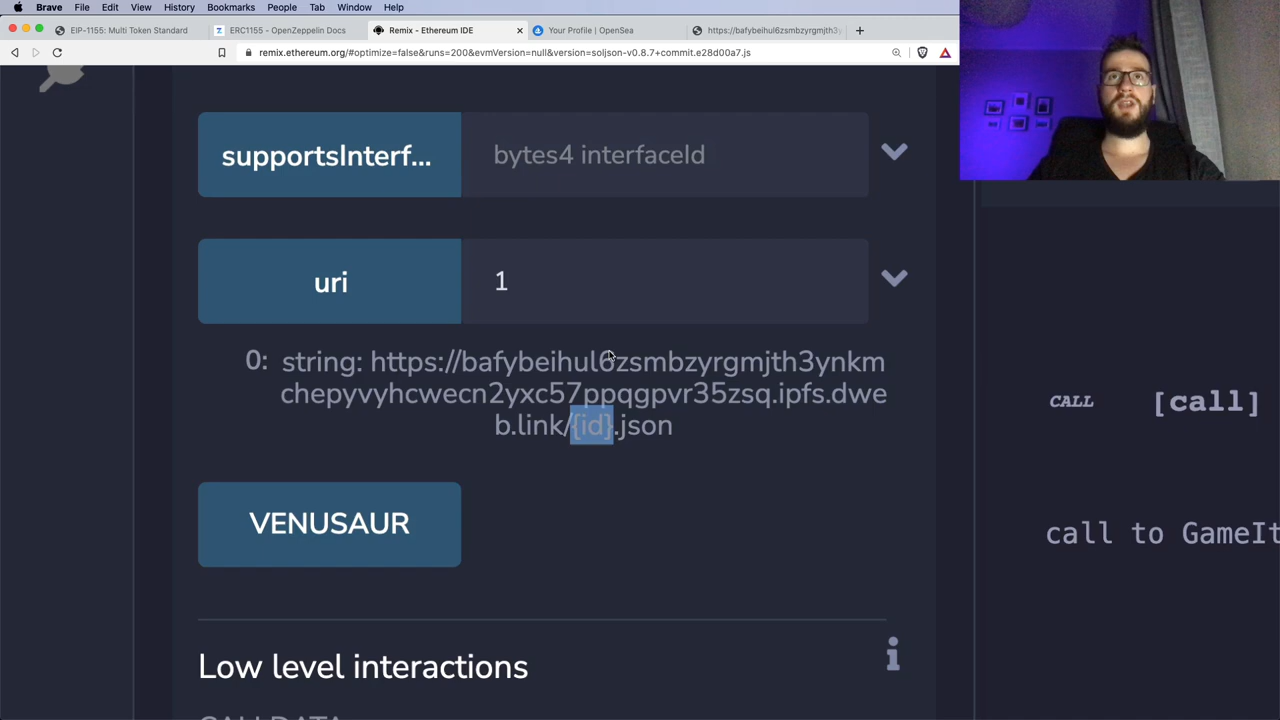 Brave File Edit View History Bookmarks People Tab Window Help
EIP-1155: Multi Token Standard
ERC1155 - OpenZeppelin Docs
Remix - Ethereum IDE
Your Profile | OpenSea
https://bafybeihul6zsmbzyrgmjth3y
remix.ethereum.org/#optimize=false&runs=200&evmVersion=null&version=soljson-v0.8.7+commit.e28d00a7.js
supportsInterf... bytes4 interfaceId
uri 1
0: string: https://bafybeihul6zsmbzyrgmjth3ynkm
chepyvyhcwecn2yxc57ppqgpvr35zsq.ipfs.dwe
b.link/{id}.json
CALL [call]
VENUSAUR
call to GameIt
Low level interactions
CALLDATA